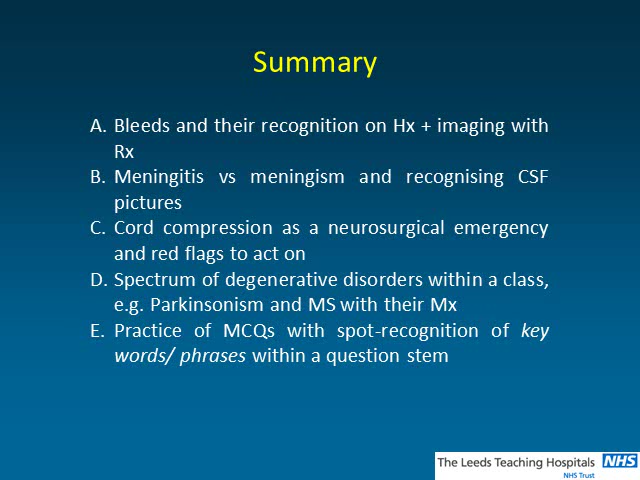 Summary
A. Bleeds and their recognition on Hx + imaging with
Rx
B. Meningitis vs meningism and recognising CSF
pictures
C. Cord compression as a neurosurgical emergency
and red flags to act on
D. Spectrum of degenerative disorders within a class,
e.g. Parkinsonism and MS with their Mx
E. Practice of MCQs with spot-recognition of key
words/ phrases within a question stem
The Leeds Teaching Hospitals NHS
NHS Trust